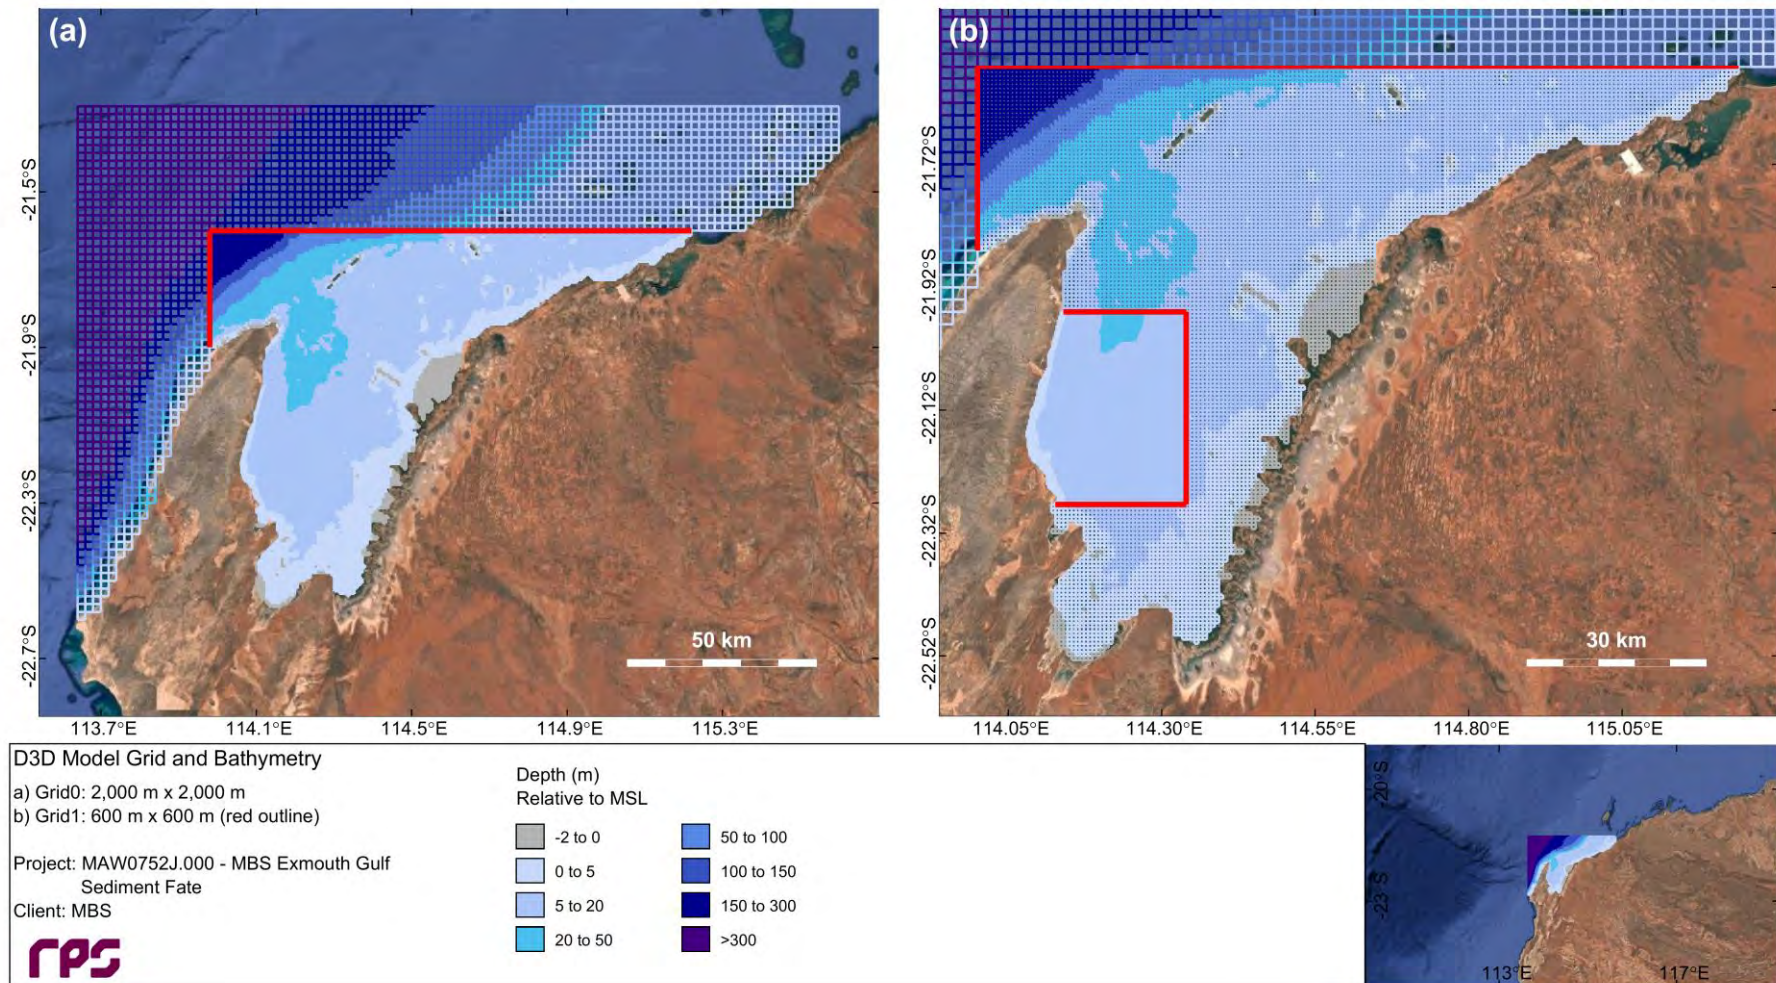 (a)
-21.5°S
-21.9°S
-22.3°S
-22.7°S
50 km
113.7°E
114.1°E
114.5°E
114.9°E
115.3°E
(b)
-21.72°S
-21.92°S
-22.12°S
-22.32°S
-22.52°S
30 km
114.05°E
114.30°E
114.55°E
114.80°E
115.05°E
D3D Model Grid and Bathymetry
a) Grid0: 2,000 m x 2,000 m
b) Grid1: 600 m x 600 m (red outline)
Project: MAW0752J.000 - MBS Exmouth Gulf
Sediment Fate
Client: MBS
rps
Depth (m)
Relative to MSL
-2 to 0
0 to 5
5 to 20
20 to 50
50 to 100
100 to 150
150 to 300
>300
-20°S
-23°S
113°E
117°E